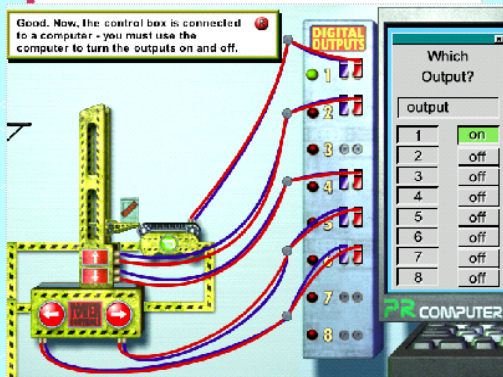 Good. Now, the control box is connected
to a computer - you must use the
computer to turn the outputs on and off.
DIGITAL
OUTPUTS
1
2
3
4
5
6
7
8
POWER
CONTROLS
Which
Output?
output
1 on
2 off
3 off
4 off
5 off
6 off
7 off
8 off
PR COMPUTER